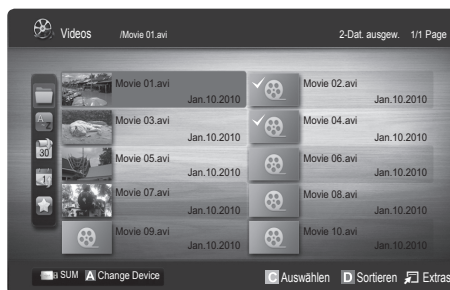 Videos /Movie 01.avi 2-Dat. ausgew. 1/1 Page
Movie 01.avi Movie 02.avi
Jan.10.2010 Jan.10.2010
Movie 03.avi Movie 04.avi
Jan.10.2010 Jan.10.2010
Movie 05.avi Movie 06.avi
Jan.10.2010 Jan.10.2010
Movie 07.avi Movie 08.avi
Jan.10.2010 Jan.10.2010
Movie 09.avi Movie 10.avi
Jan.10.2010 Jan.10.2010
A Z
30
1
a SUM A Change Device C Auswählen D Sortieren Extras